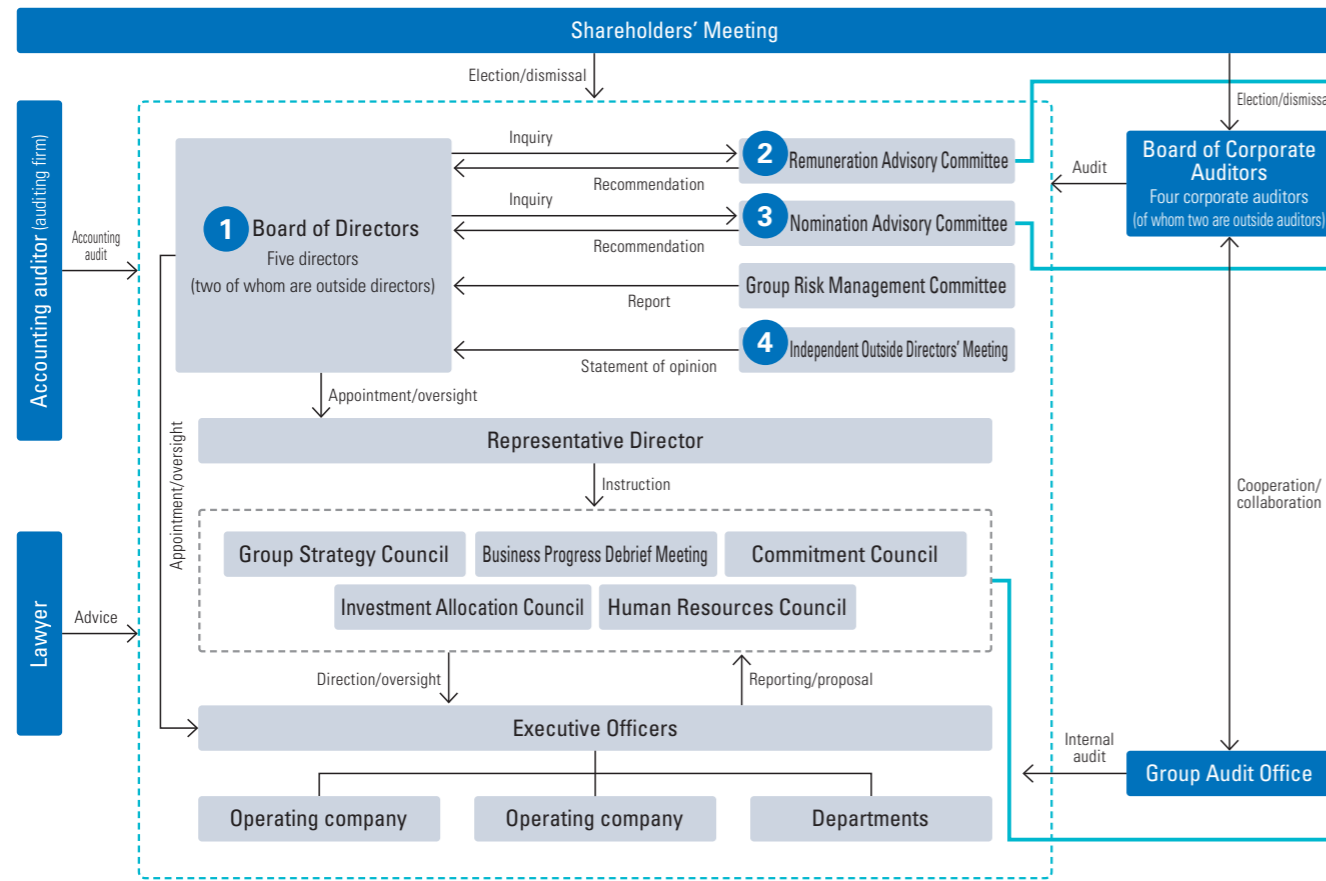 Shareholders’ Meeting
Election/dismissal
Election/dismissa
Accounting auditor (auditing firm)
Accounting
audit
1 Board of Directors
Five directors
(two of whom are outside directors)
Inquiry
Recommendation
2 Remuneration Advisory Committee
Inquiry
Recommendation
3 Nomination Advisory Committee
Report
Group Risk Management Committee
Statement of opinion
4 Independent Outside Directors’ Meeting
Audit
Board of Corporate
Auditors
Four corporate auditors
(of whom two are outside auditors)
Appointment/oversight
Appointment/oversight
Representative Director
Instruction
Cooperation/
collaboration
Group Strategy Council
Business Progress Debrief Meeting
Commitment Council
Investment Allocation Council
Human Resources Council
Lawyer
Advice
Direction/oversight
Reporting/proposal
Executive Officers
Internal
audit
Group Audit Office
Operating company
Operating company
Departments